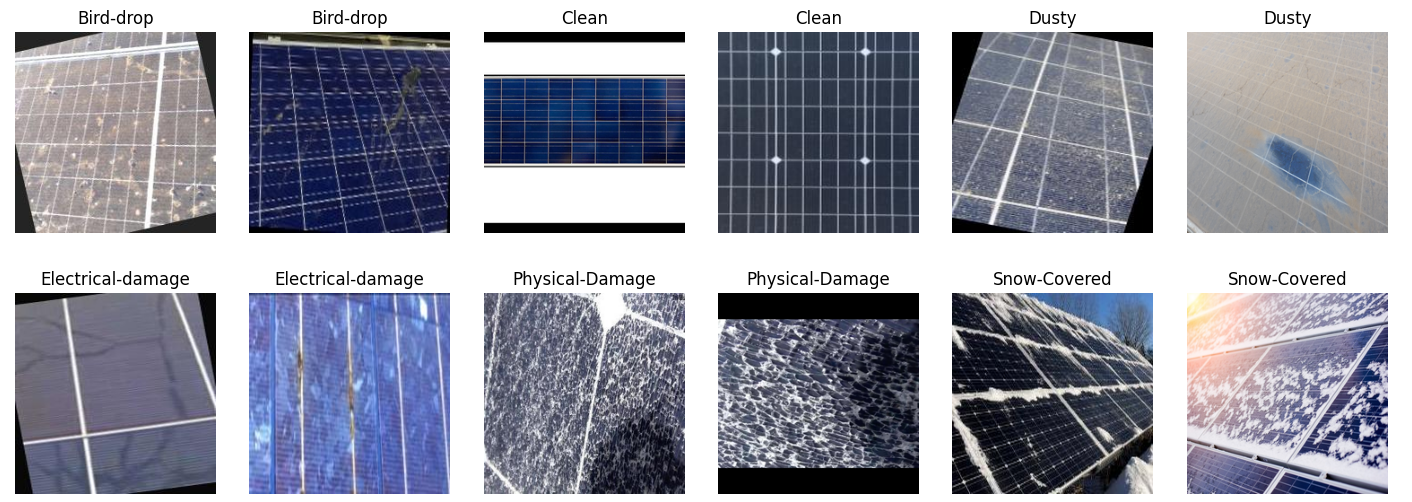 Bird-drop
Bird-drop
Clean
Clean
Dusty
Dusty
Electrical-damage
Electrical-damage
Physical-Damage
Physical-Damage
Snow-Covered
Snow-Covered